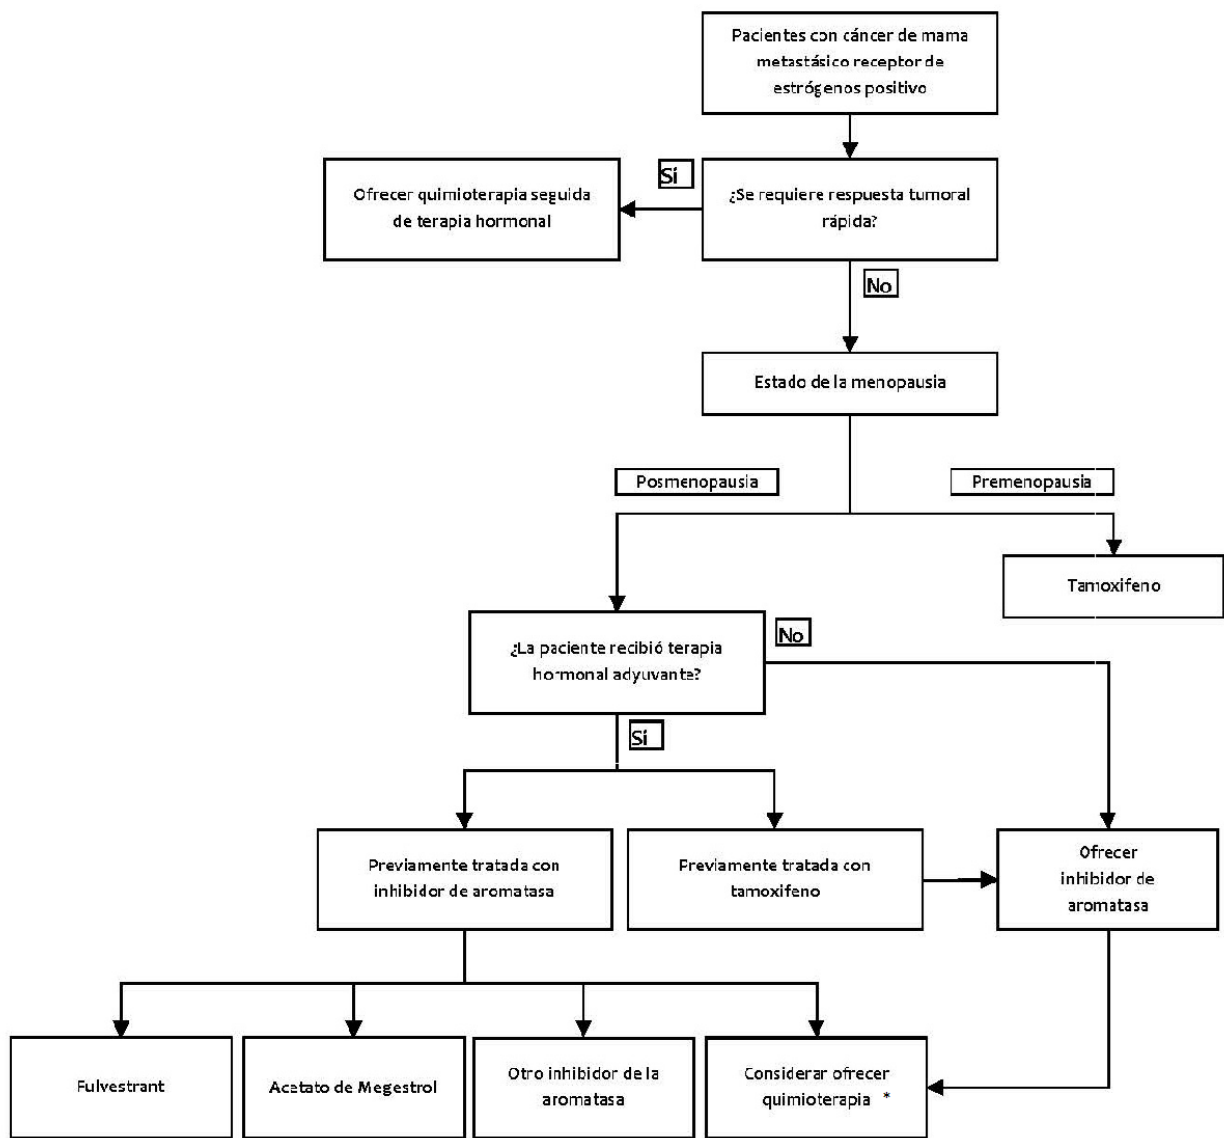 Pacientes con cáncer de mama
metastásico receptor de
estrógenos positivo
Sí
Ofrecer quimioterapia seguida
de terapia hormonal
¿Se requiere respuesta tumoral
rápida?
No
Estado de la menopausia
Posmenopausia
Premenopausia
Tamoxifeno
¿La paciente recibió terapia
hormonal adyuvante?
No
Sí
Previamente tratada con
inhibidor de aromatasa
Previamente tratada con
tamoxifeno
Ofrecer
inhibidor de
aromatasa
Fulvestrant
Acetato de Megestrol
Otro inhibidor de la
aromatasa
Considerar ofrecer
quimioterapia *